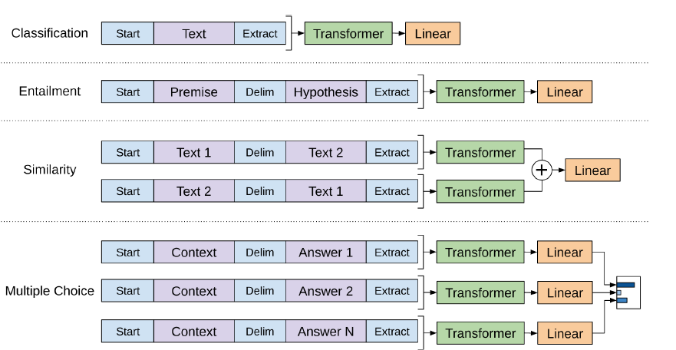 Classification Start Text Extract Transformer Linear
Entailment Start Premise Delim Hypothesis Extract Transformer Linear
Similarity
Start Text 1 Delim Text 2 Extract Transformer
+ Linear
Start Text 2 Delim Text 1 Extract Transformer
Multiple Choice
Start Context Delim Answer 1 Extract Transformer Linear
Start Context Delim Answer 2 Extract Transformer Linear
Start Context Delim Answer N Extract Transformer Linear